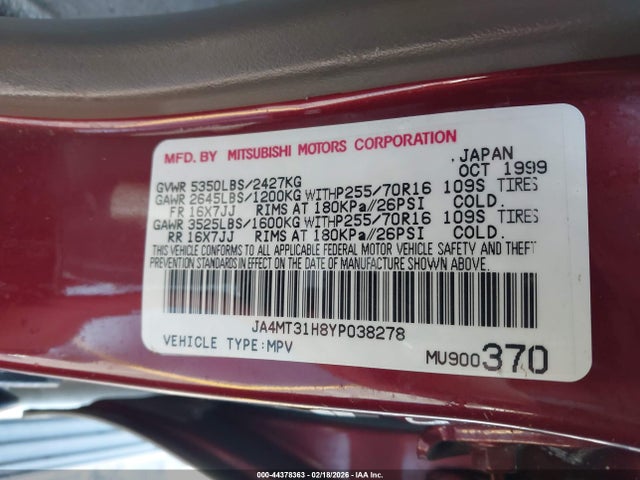 MFD. BY MITSUBISHI MOTORS CORPORATION JAPAN
GVWR 5350LBS/2427KG OCT 1999
GAWR 2645LBS/1200KG WITHP255/70R16 109S TIRES
FR 16X7JJ RIMS AT 180KPa//26PSI COLD.
GAWR 3525LBS/1600KG WITHP255/70R16 109S TIRES
RR 16X7JJ RIMS AT 180KPa//26PSI COLD.
THIS VEHICLE CONFORMS TO ALL APPLICABLE FEDERAL MOTOR VEHICLE SAFETY AND THEFT
PREVENTION STANDARDS IN EFFECT ON THE DATE OF MANUFACTURE SHOWN ABOVE.
JA4MT31H8YP038278
VEHICLE TYPE:MPV MU900370
000-44378363 - 02/18/2026 - IAA Inc.